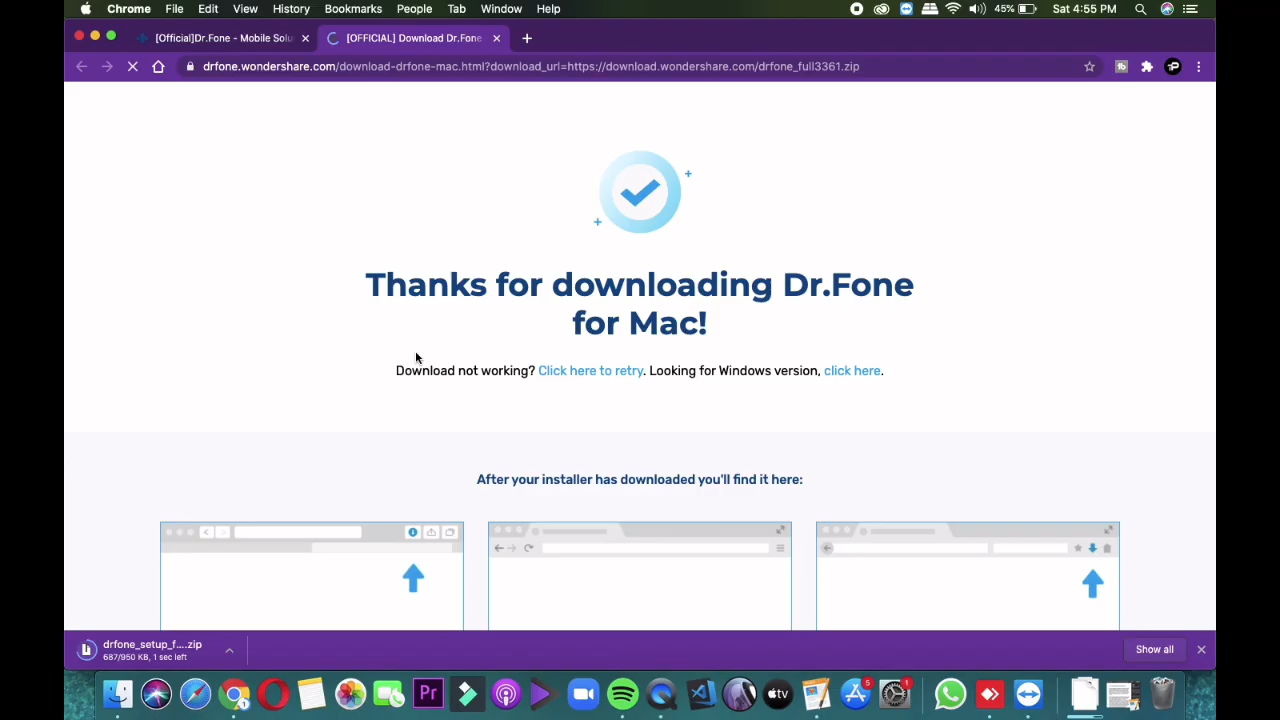 Chrome File Edit View History Bookmarks People Tab Window Help 45% Sat 4:55 PM
[Official]Dr.Fone - Mobile Solu [OFFICIAL] Download Dr.Fone
drfone.wondershare.com/download-drfone-mac.html?download_url=https://download.wondershare.com/drfone_full3361.zip
Thanks for downloading Dr.Fone
for Mac!
Download not working? Click here to retry. Looking for Windows version, click here.
After your installer has downloaded you'll find it here:
drfone_setup_f....zip
687/950 KB, 1 sec left
Show all
Pr tv 5 1